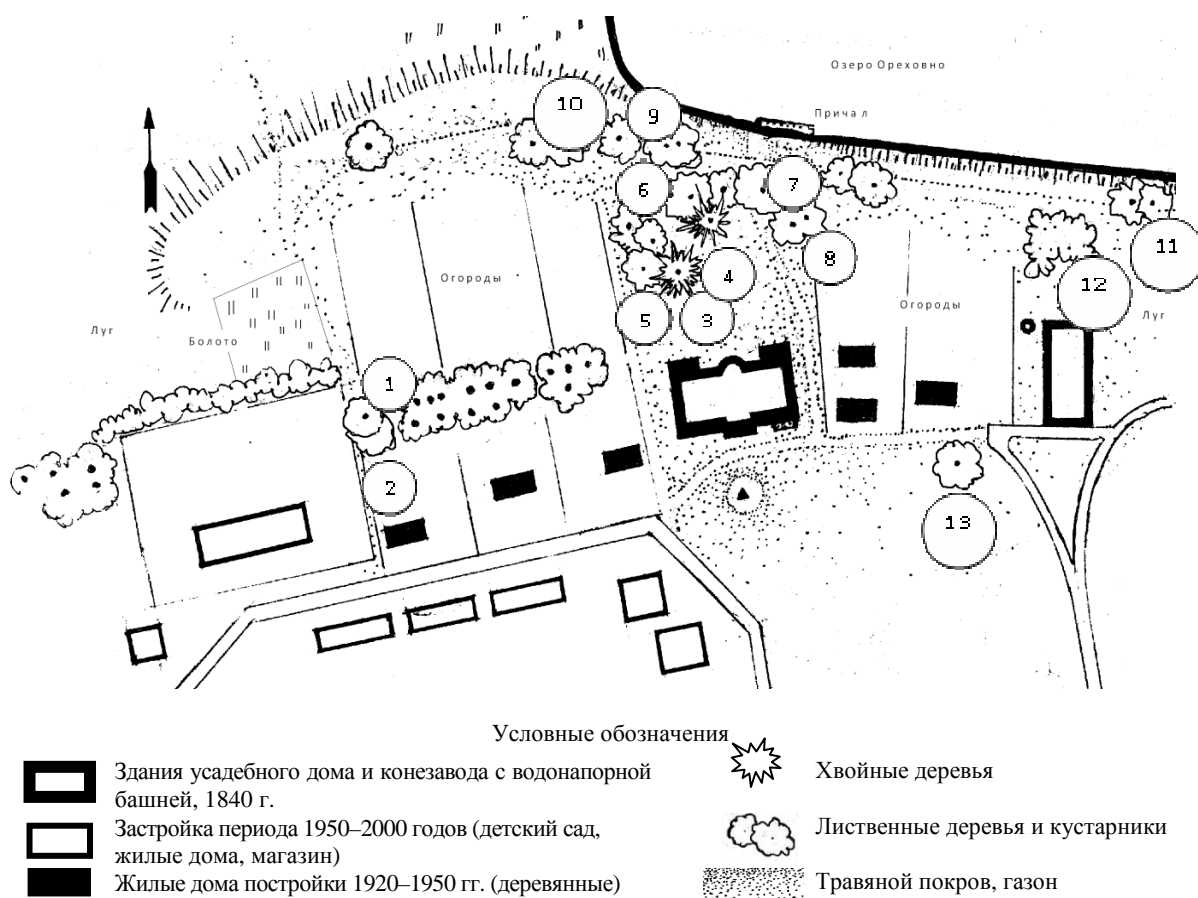 Озеро Ореховно
Причал
10
9
6
7
11
8
4
12
Огороды
Огороды
5
3
Луг
Луг
Болото
1
2
13
Условные обозначения
Здания усадебного дома и конезавода с водонапорной
башней, 1840 г.
Застройка периода 1950–2000 годов (детский сад,
жилые дома, магазин)
Жилые дома постройки 1920–1950 гг. (деревянные)
Хвойные деревья
Лиственные деревья и кустарники
Травяной покров, газон